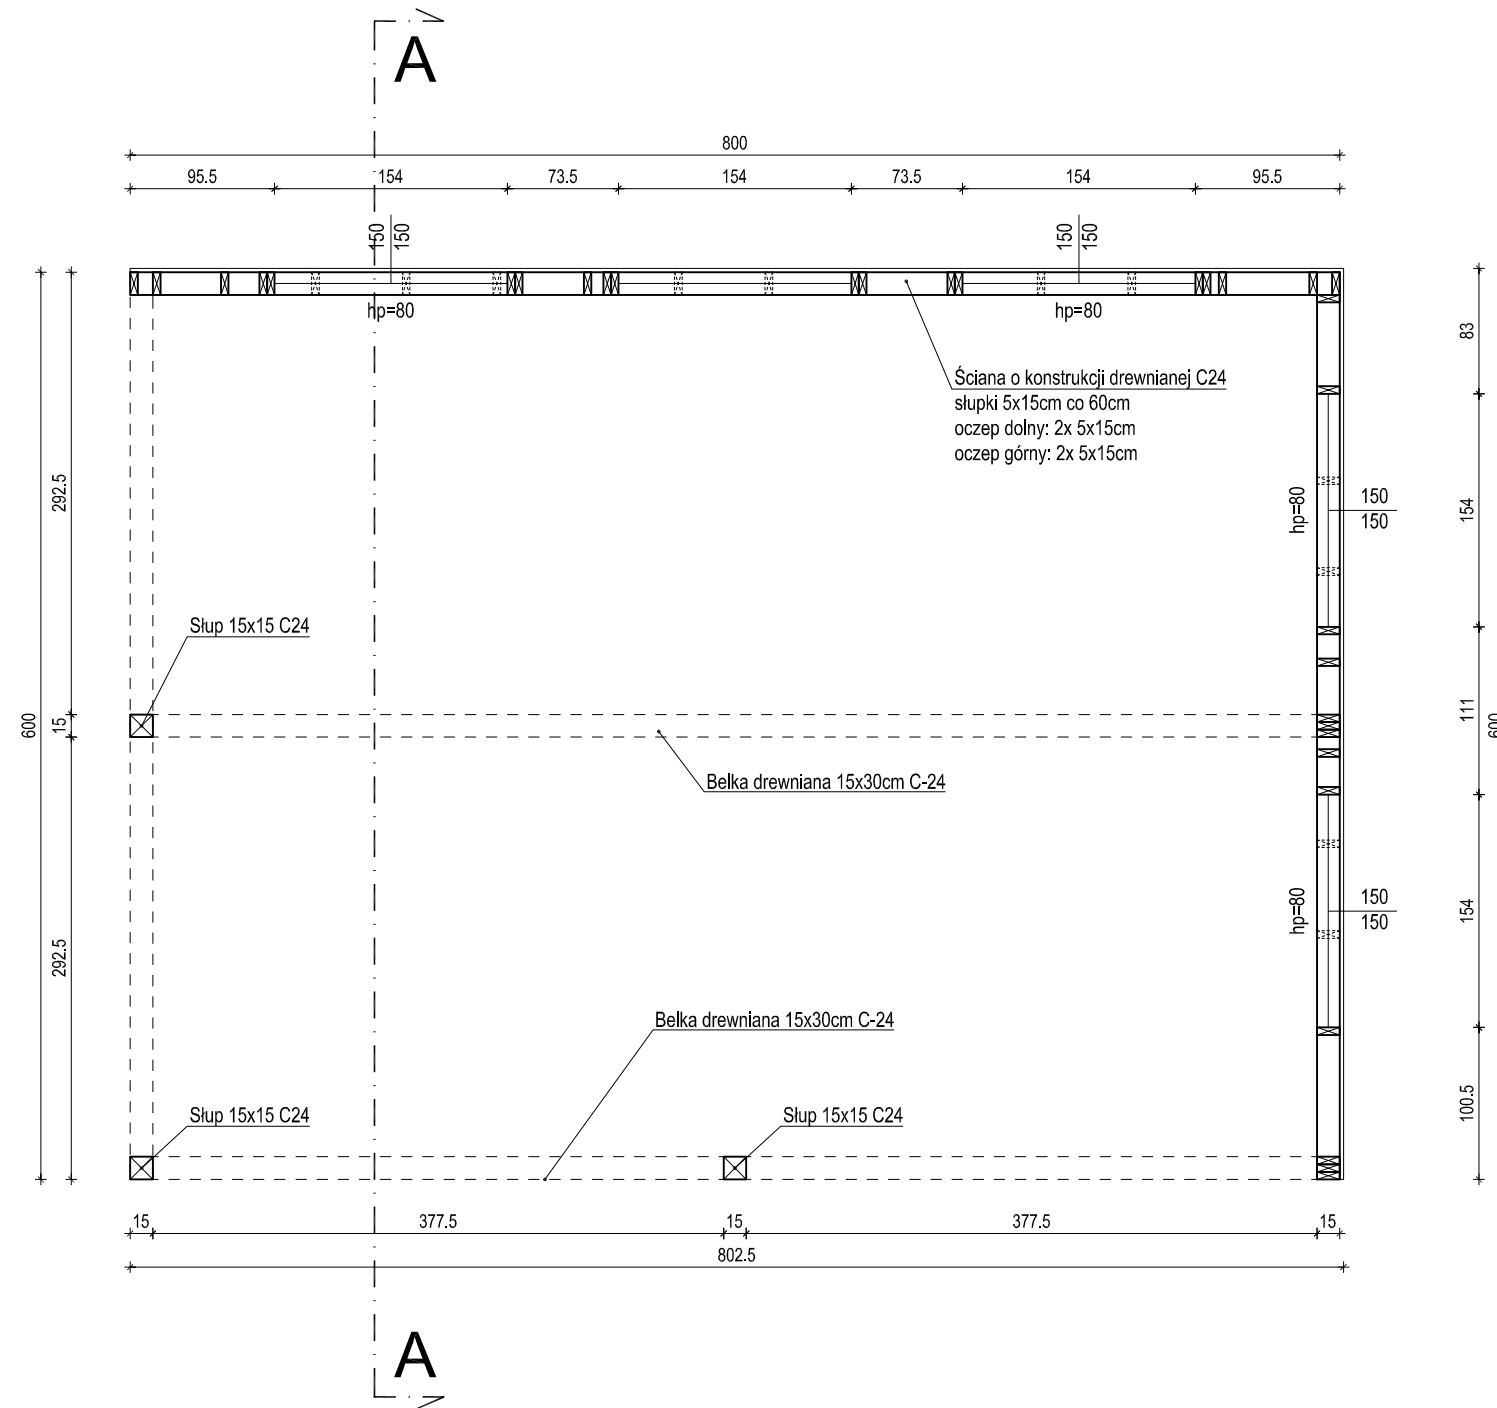 A
800
95.5 154 73.5 154 73.5 154 95.5
150 150
150 150
hp=80
hp=80
Ściana o konstrukcji drewnianej C24
słupki 5x15cm co 60cm
oczep dolny: 2x 5x15cm
oczep górny: 2x 5x15cm
83
292.5
154
hp=80
150
150
Słup 15x15 C24
600
15
111
600
Belka drewniana 15x30cm C-24
292.5
154
hp=80
150
150
Belka drewniana 15x30cm C-24
100.5
Słup 15x15 C24
Słup 15x15 C24
15 377.5 15 377.5 15
802.5
A